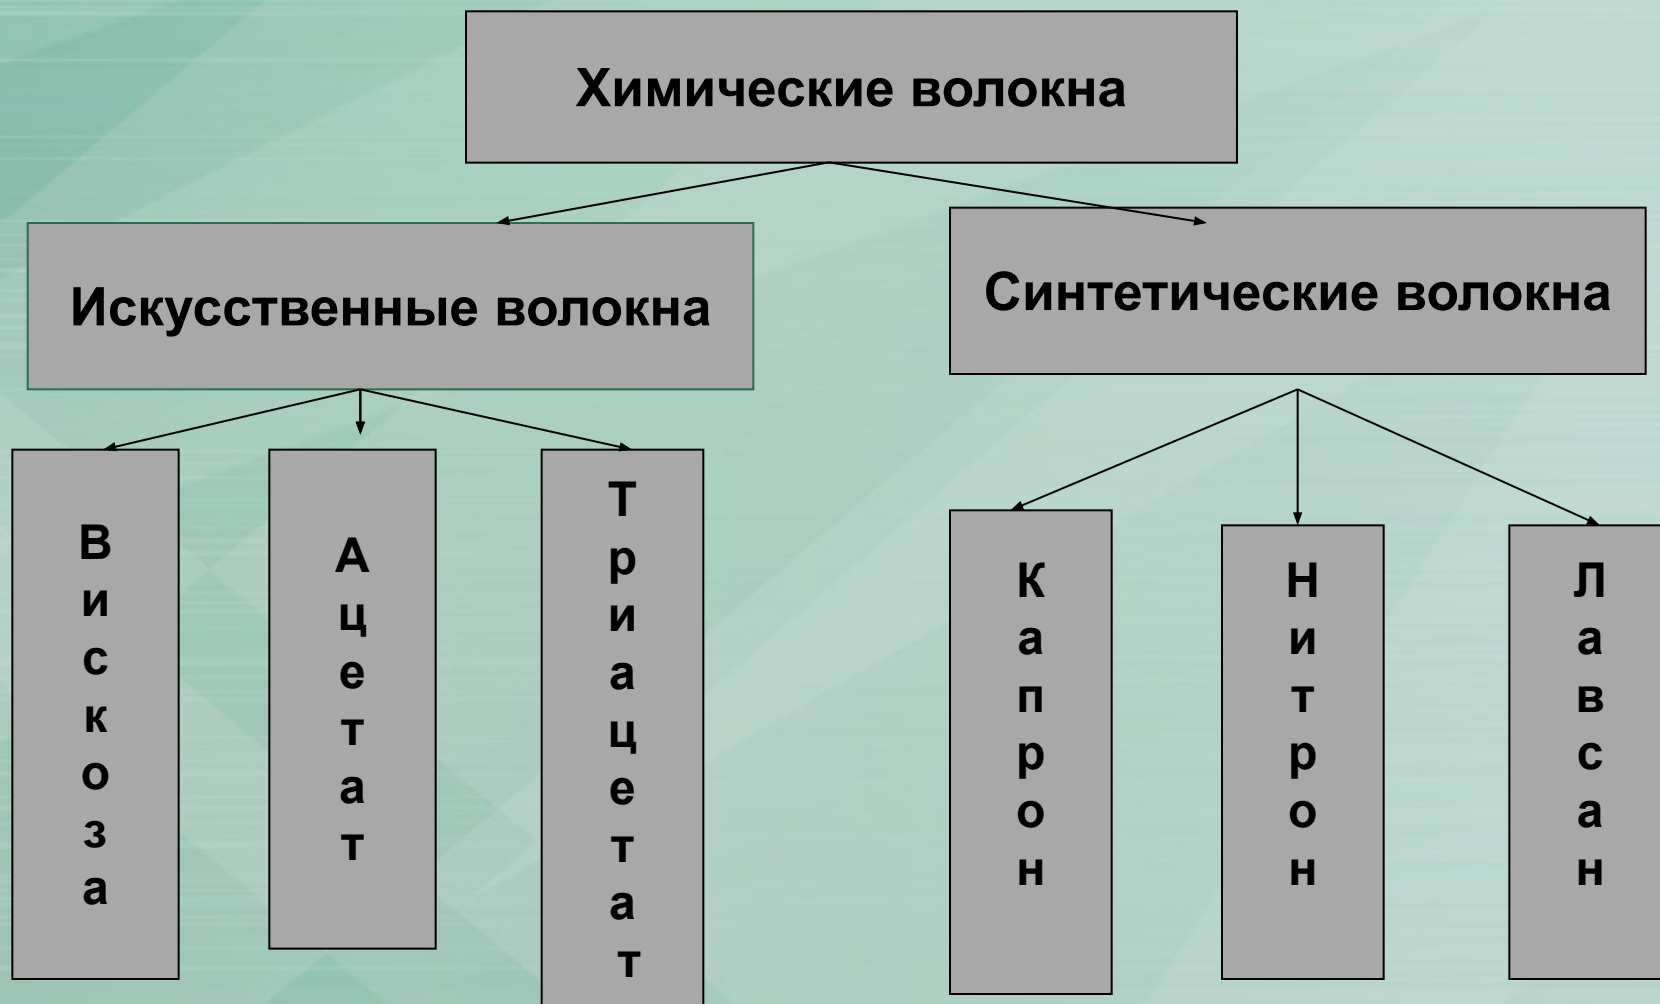 Химические волокна
Искусственные волокна
Синтетические волокна
Вискоза
Ацетат
Триацетат
Капрон
Нитрон
Лавсан